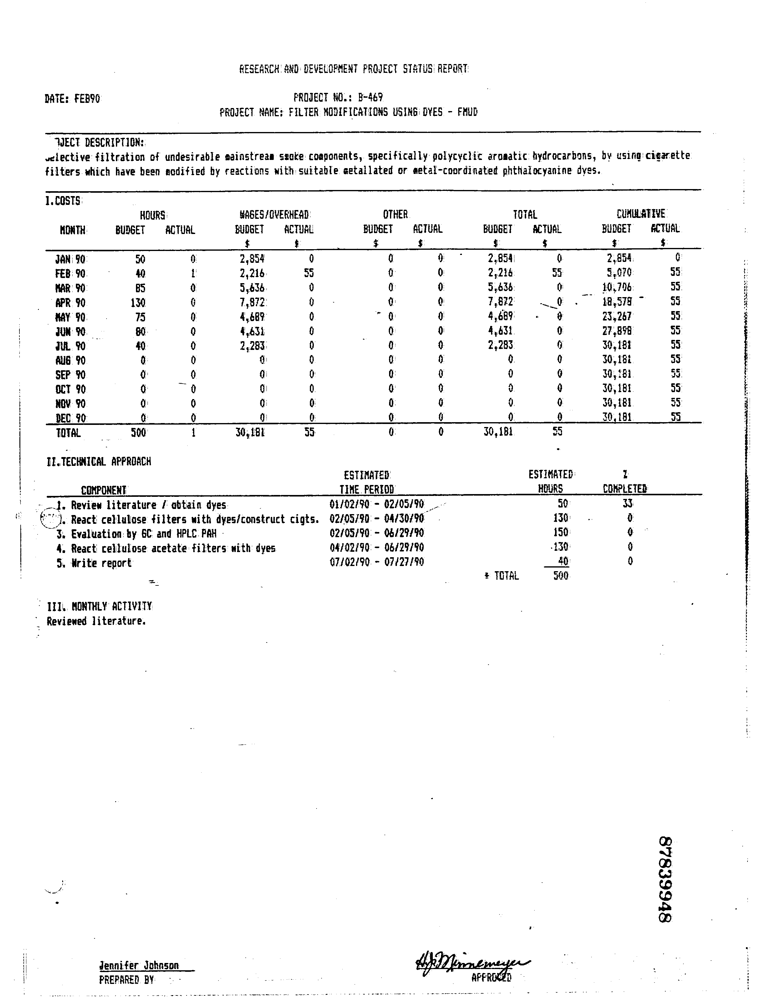 RESEARCH AND DEVELOPMENT PROJECT STATUS REPORT
DATE: FEB90 PROJECT NO.: B-469
PROJECT NAME: FILTER MODIFICATIONS USING DYES - FMUD
JECT DESCRIPTION:
elective filtration of undesirable mainstream smoke components, specifically polycyclic aromatic hydrocarbons, by using cigarette
filters which have been modified by reactions with suitable metallated or metal-coordinated phthalocyanine dyes.
I.COSTS
HOURS WAGES/OVERHEAD OTHER TOTAL CUMULATIVE
MONTH BUDGET ACTUAL BUDGET ACTUAL BUDGET ACTUAL BUDGET ACTUAL BUDGET ACTUAL
$ $ $ $ $ $ $ $
JAN 90 50 0 2,854 0 0 0 2,854 0 2,854 0
FEB 90 40 1 2,216 55 0 0 2,216 55 5,070 55
MAR 90 85 0 5,636 0 0 0 5,636 0 10,706 55
APR 90 130 0 7,872 0 0 0 7,872 0 18,578 55
MAY 90 75 0 4,689 0 0 0 4,689 0 23,267 55
JUN 90 80 0 4,631 0 0 0 4,631 0 27,898 55
JUL 90 40 0 2,283 0 0 0 2,283 0 30,181 55
AUG 90 0 0 0 0 0 0 0 0 30,181 55
SEP 90 0 0 0 0 0 0 0 0 30,181 55
OCT 90 0 0 0 0 0 0 0 0 30,181 55
NOV 90 0 0 0 0 0 0 0 0 30,181 55
DEC 90 0 0 0 0 0 0 0 0 30,181 55
TOTAL 500 1 30,181 55 0 0 30,181 55
II.TECHNICAL APPROACH
ESTIMATED ESTIMATED %
COMPONENT TIME PERIOD HOURS COMPLETED
1. Review literature / obtain dyes 01/02/90 - 02/05/90 50 33
. React cellulose filters with dyes/construct cigts. 02/05/90 - 04/30/90 130 0
3. Evaluation by GC and HPLC PAH 02/05/90 - 06/29/90 150 0
4. React cellulose acetate filters with dyes 04/02/90 - 06/29/90 130 0
5. Write report 07/02/90 - 07/27/90 40 0
* TOTAL 500
III. MONTHLY ACTIVITY
Reviewed literature.
87839948
Jennifer Johnson HJMinnemeyer
PREPARED BY APPROVED